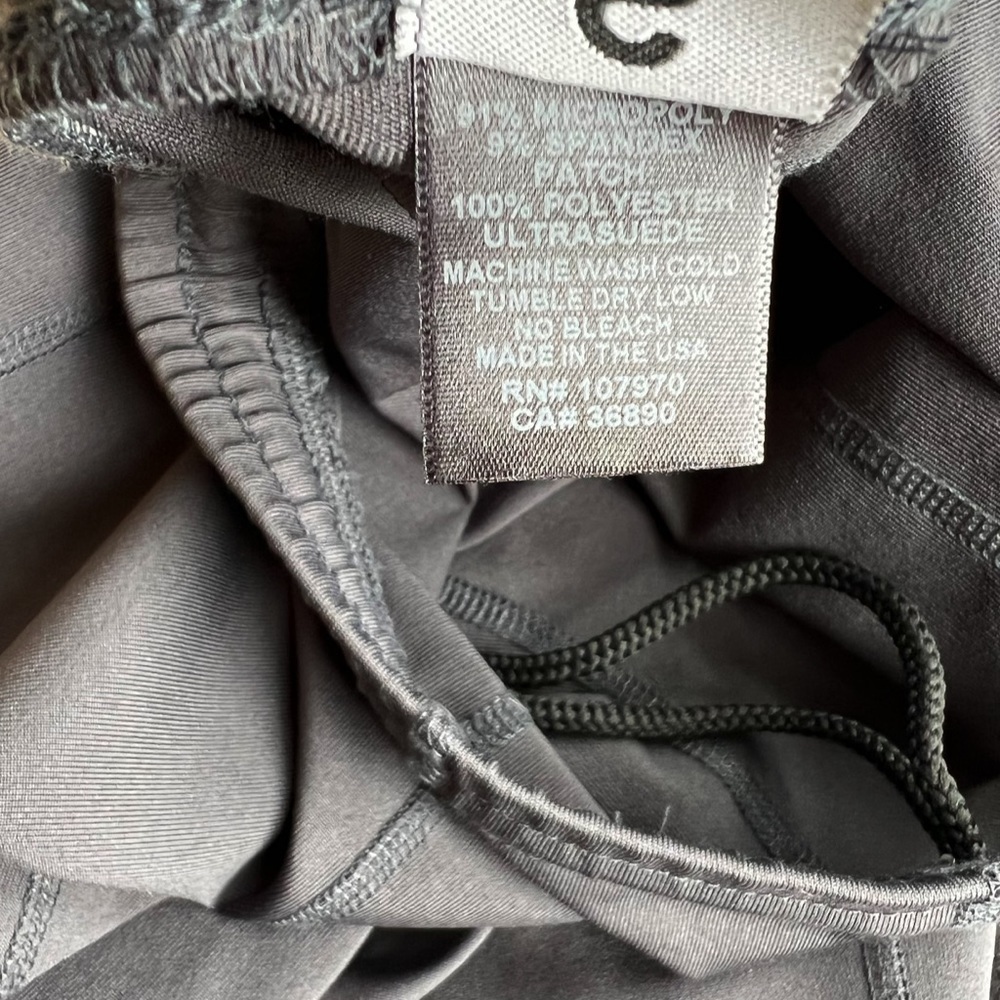 91% MICROPOLY
9% SPANDEX
PATCH
100% POLYESTER
ULTRASUEDE
MACHINE WASH COLD
TUMBLE DRY LOW
NO BLEACH
MADE IN THE USA
RN# 107970
CA# 36890